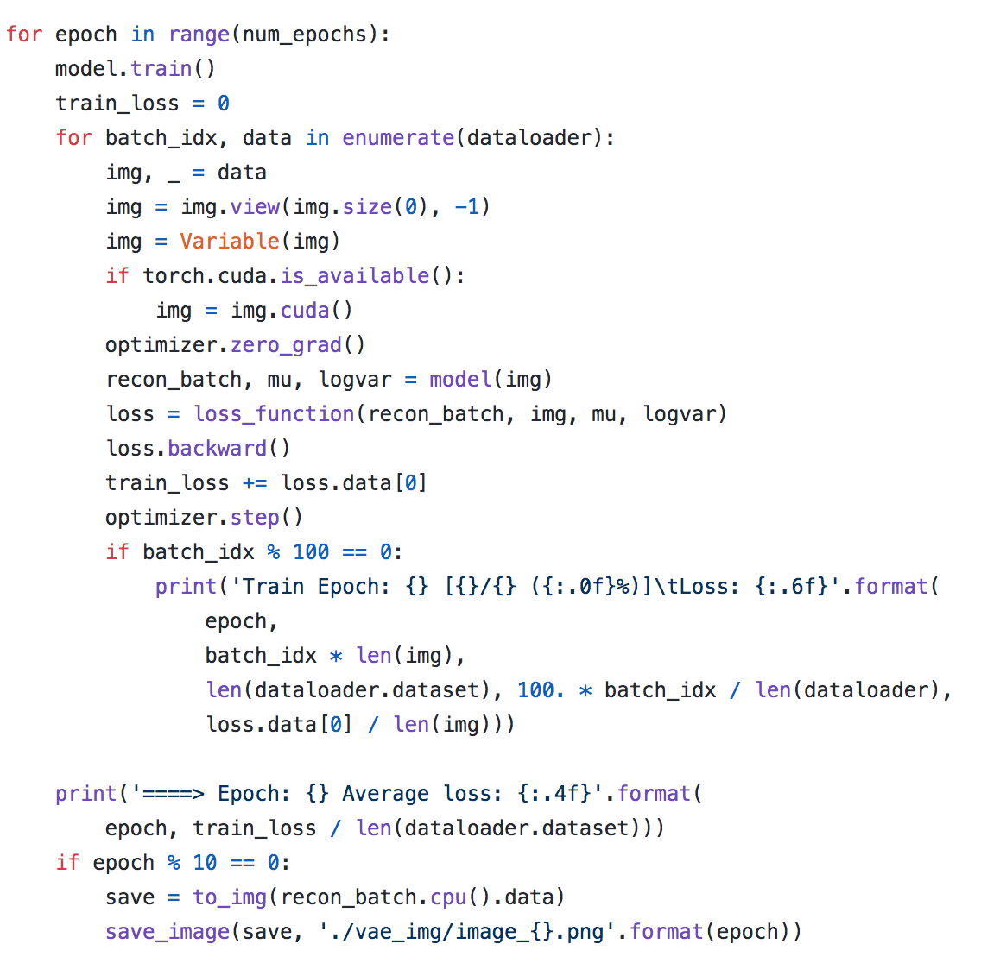 for epoch in range(num_epochs):
    model.train()
    train_loss = 0
    for batch_idx, data in enumerate(dataloader):
        img, _ = data
        img = img.view(img.size(0), -1)
        img = Variable(img)
        if torch.cuda.is_available():
            img = img.cuda()
        optimizer.zero_grad()
        recon_batch, mu, logvar = model(img)
        loss = loss_function(recon_batch, img, mu, logvar)
        loss.backward()
        train_loss += loss.data[0]
        optimizer.step()
        if batch_idx % 100 == 0:
            print('Train Epoch: {} [{}/{} ({:.0f}%)]\tLoss: {:.6f}'.format(
                epoch,
                batch_idx * len(img),
                len(dataloader.dataset), 100. * batch_idx / len(dataloader),
                loss.data[0] / len(img)))

    print('====> Epoch: {} Average loss: {:.4f}'.format(
        epoch, train_loss / len(dataloader.dataset)))
    if epoch % 10 == 0:
        save = to_img(recon_batch.cpu().data)
        save_image(save, './vae_img/image_{}.png'.format(epoch))